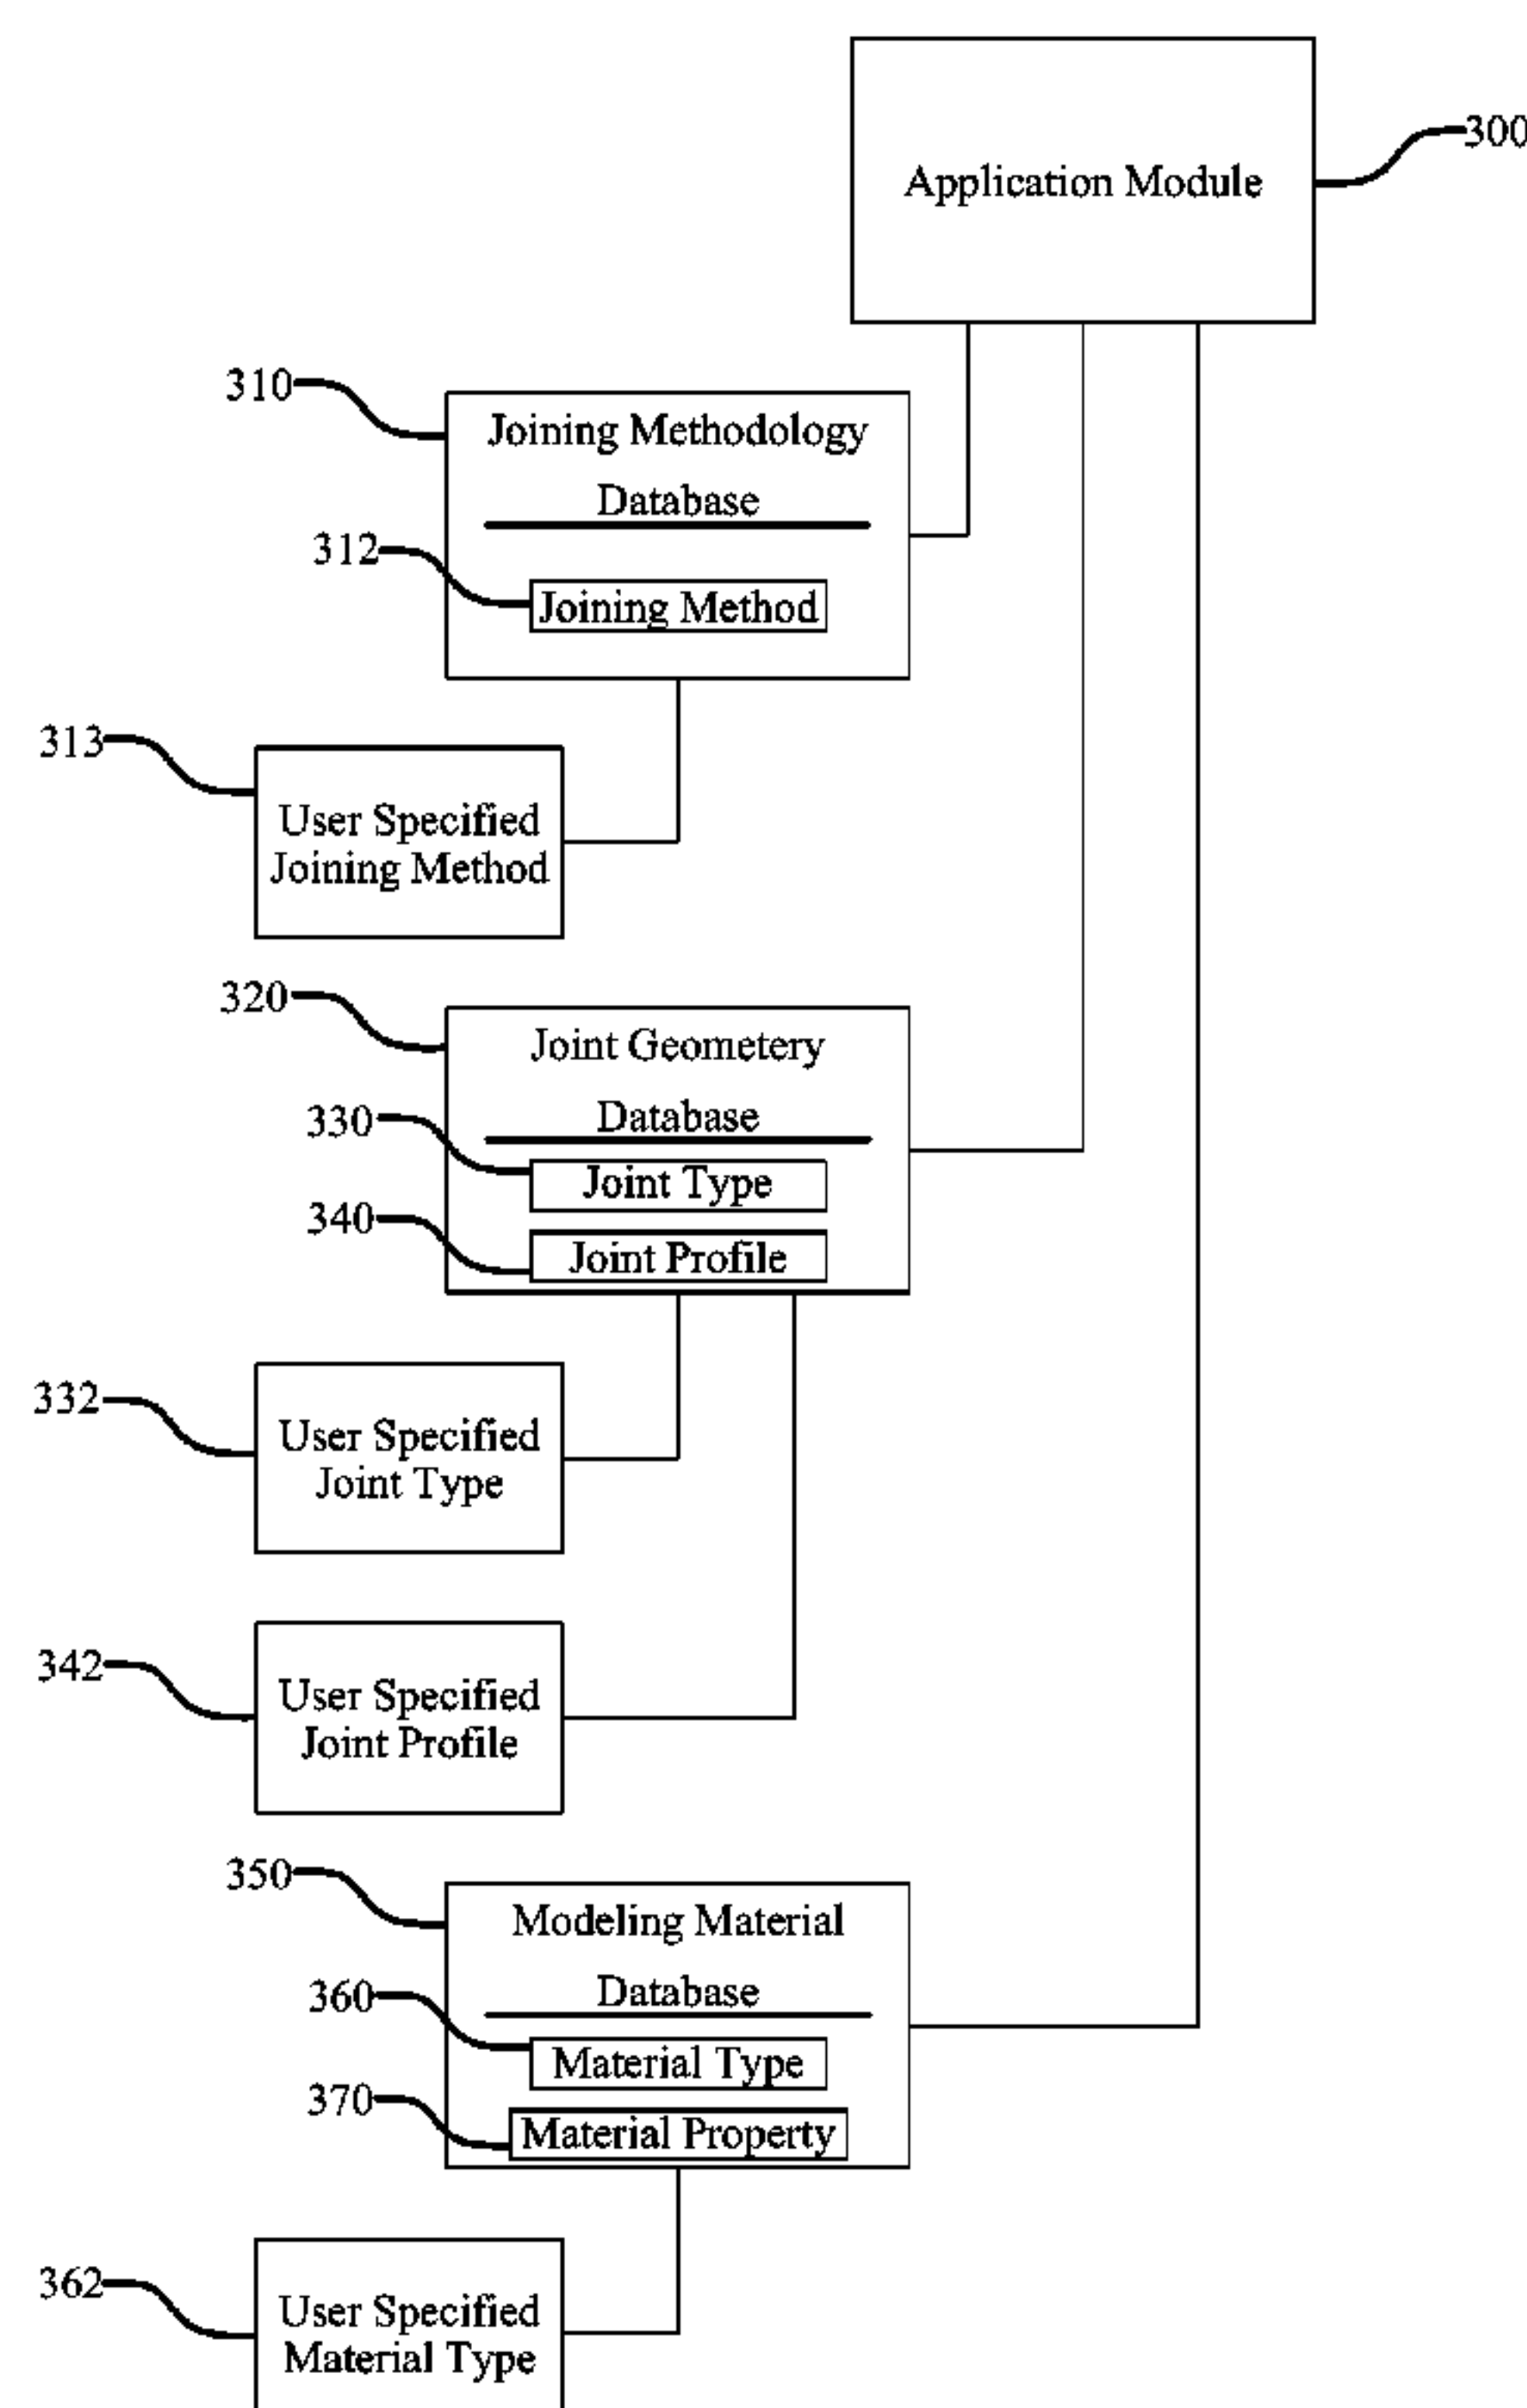 Application Module
300
310
Joining Methodology
Database
312
Joining Method
313
User Specified
Joining Method
320
Joint Geometery
Database
330
Joint Type
340
Joint Profile
332
User Specified
Joint Type
342
User Specified
Joint Profile
350
Modeling Material
Database
360
Material Type
370
Material Property
362
User Specified
Material Type